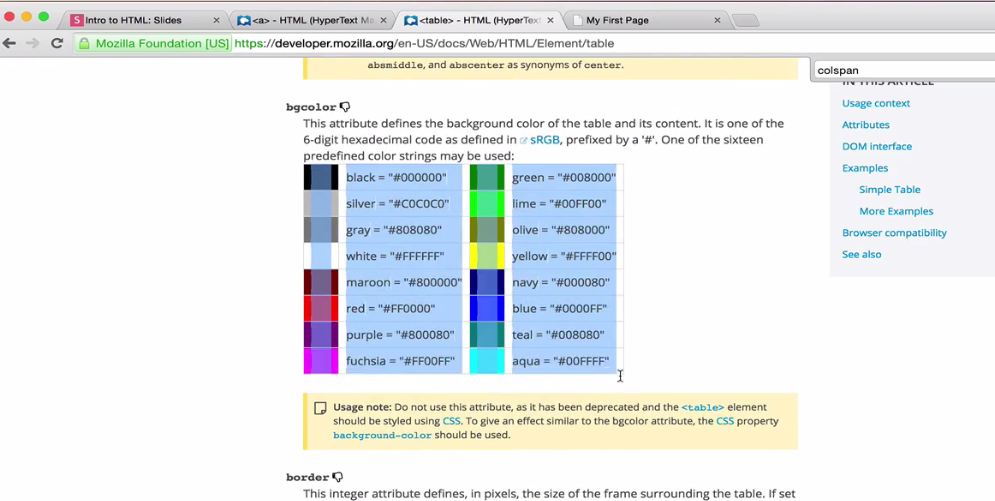 Intro to HTML: Slides
<a> - HTML (HyperText Ma
<table> - HTML (HyperText
My First Page
Mozilla Foundation [US] https://developer.mozilla.org/en-US/docs/Web/HTML/Element/table
colspan
absmiddle, and abscenter as synonyms of center.
IN THIS ARTICLE
Usage context
Attributes
DOM interface
Examples
Simple Table
More Examples
Browser compatibility
See also
bgcolor
This attribute defines the background color of the table and its content. It is one of the
6-digit hexadecimal code as defined in sRGB, prefixed by a '#'. One of the sixteen
predefined color strings may be used:
black = "#000000" green = "#008000"
silver = "#C0C0C0" lime = "#00FF00"
gray = "#808080" olive = "#808000"
white = "#FFFFFF" yellow = "#FFFF00"
maroon = "#800000" navy = "#000080"
red = "#FF0000" blue = "#0000FF"
purple = "#800080" teal = "#008080"
fuchsia = "#FF00FF" aqua = "#00FFFF"
Usage note: Do not use this attribute, as it has been deprecated and the <table> element
should be styled using CSS. To give an effect similar to the bgcolor attribute, the CSS property
background-color should be used.
border
This integer attribute defines, in pixels, the size of the frame surrounding the table. If set